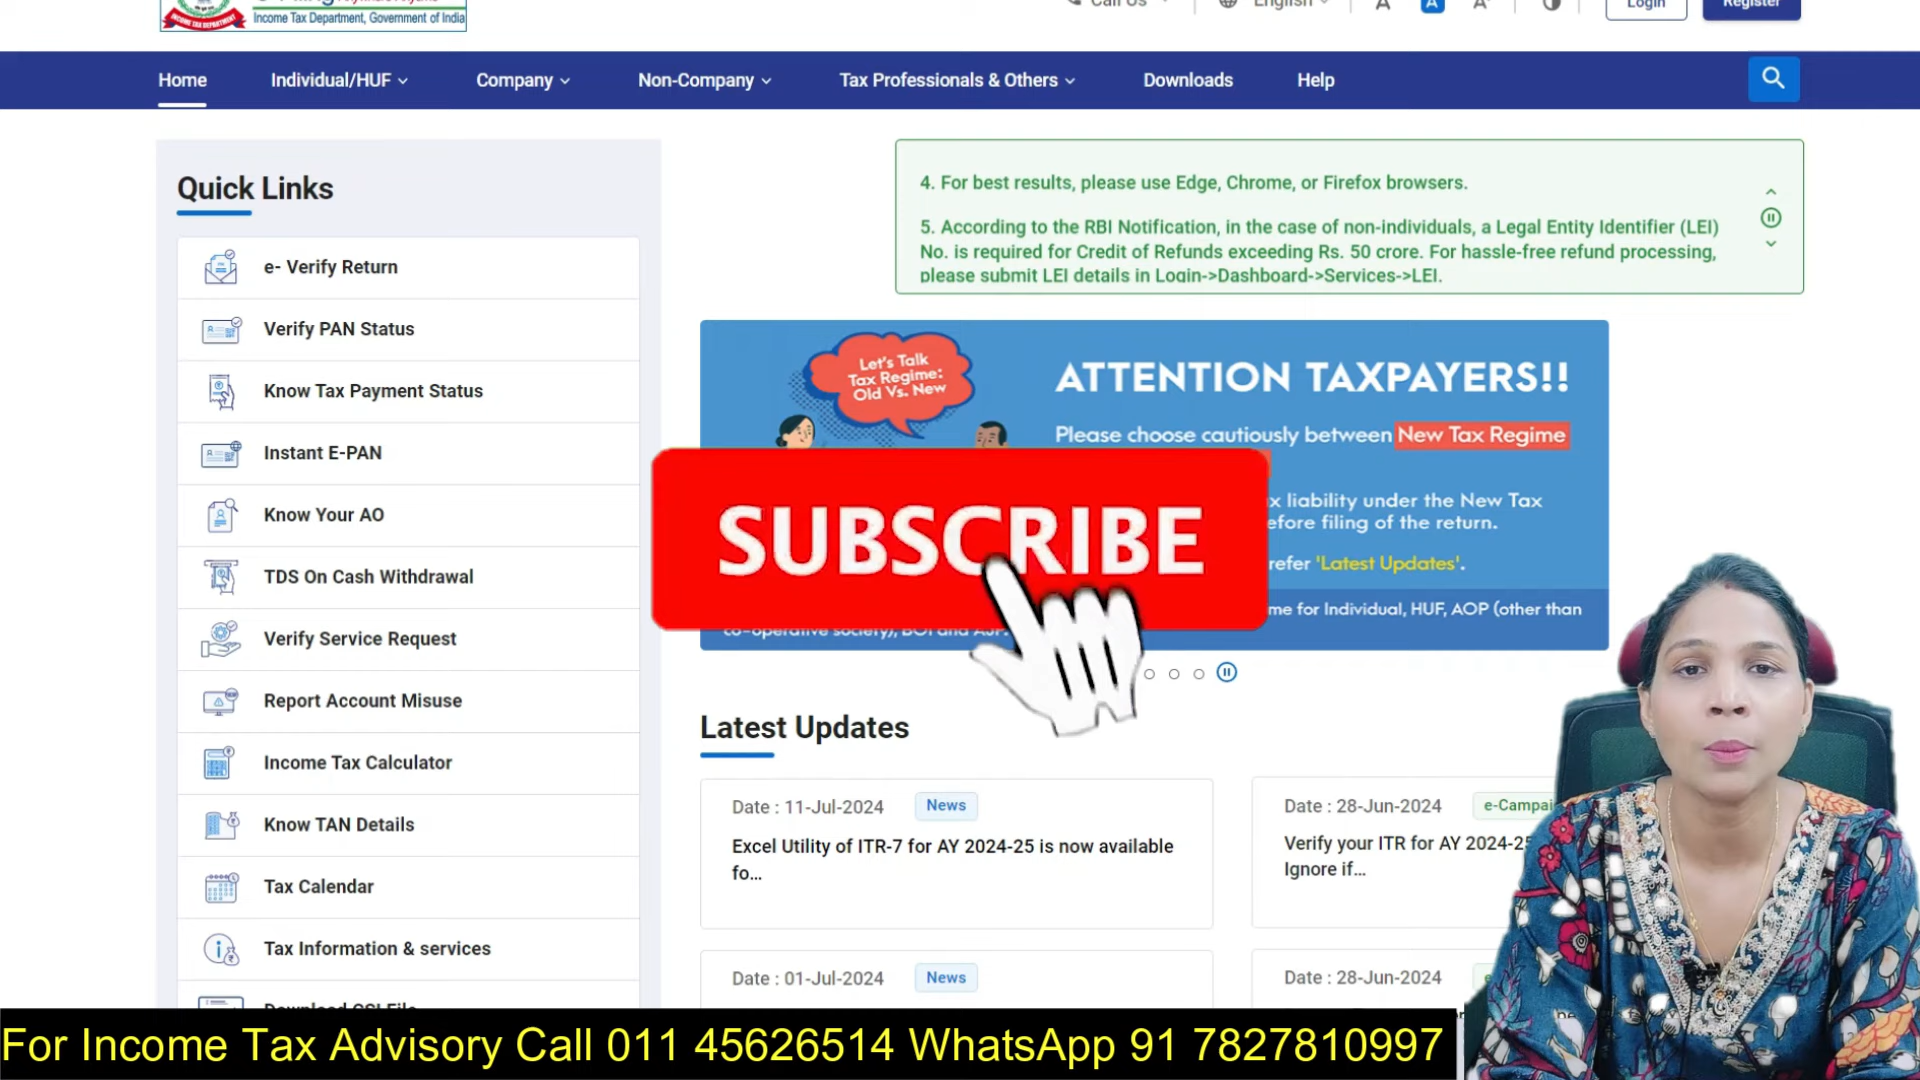 Income Tax Department, Government of India
Call Us
English
A
A
A
Login
Register
Home
Individual/HUF
Company
Non-Company
Tax Professionals & Others
Downloads
Help
Quick Links
e- Verify Return
Verify PAN Status
Know Tax Payment Status
Instant E-PAN
Know Your AO
TDS On Cash Withdrawal
Verify Service Request
Report Account Misuse
Income Tax Calculator
Know TAN Details
Tax Calendar
Tax Information & services
4. For best results, please use Edge, Chrome, or Firefox browsers.
5. According to the RBI Notification, in the case of non-individuals, a Legal Entity Identifier (LEI)
No. is required for Credit of Refunds exceeding Rs. 50 crore. For hassle-free refund processing,
please submit LEI details in Login->Dashboard->Services->LEI.
Let's Talk
Tax Regime:
Old Vs. New
ATTENTION TAXPAYERS!!
Please choose cautiously between New Tax Regime
liability under the New Tax
filing of the return.
refer 'Latest Updates'.
for Individual, HUF, AOP (other than
co-operative society), BOI and AJP.
SUBSCRIBE
Latest Updates
Date : 11-Jul-2024 News
Excel Utility of ITR-7 for AY 2024-25 is now available
fo...
Date : 28-Jun-2024
Verify your ITR for AY 2024-25
Ignore if...
Date : 01-Jul-2024 News
Date : 28-Jun-2024
For Income Tax Advisory Call 011 45626514 WhatsApp 91 7827810997